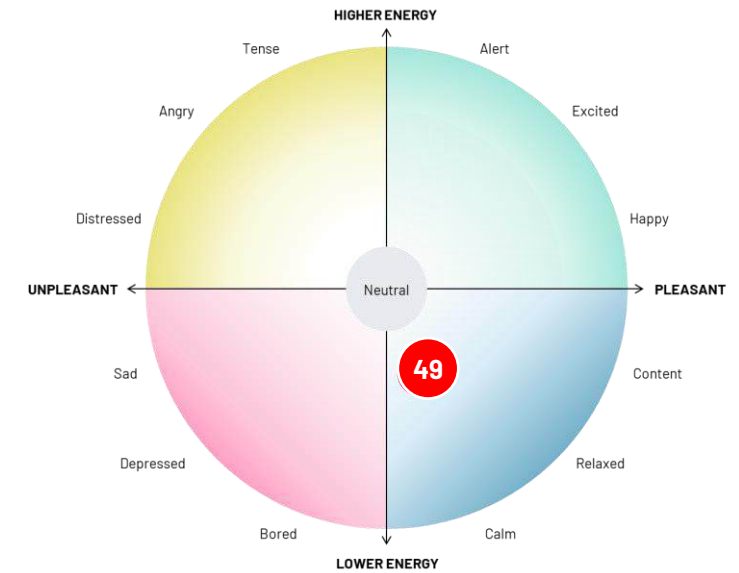 HIGHER ENERGY
Tense
Alert
Angry
Excited
Distressed
Happy
UNPLEASANT
Neutral
PLEASANT
49
Sad
Content
Depressed
Relaxed
Bored
Calm
LOWER ENERGY